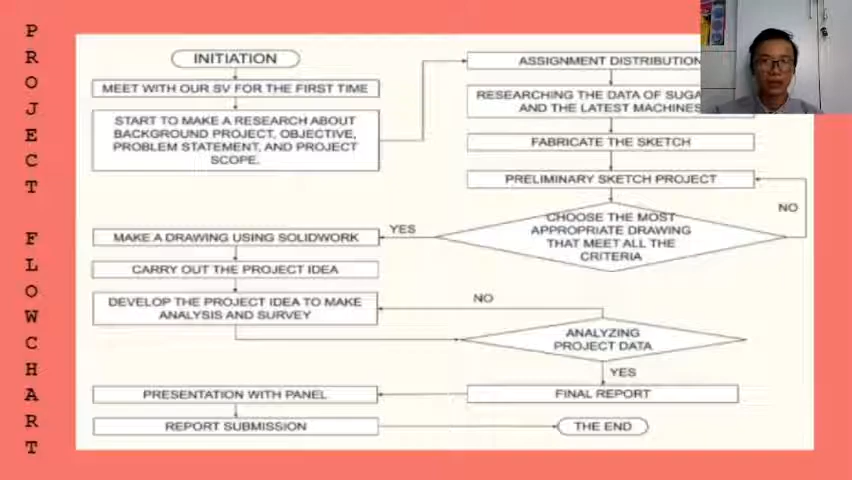 PROJECT FLOWCHART
INITIATION
MEET WITH OUR SV FOR THE FIRST TIME
START TO MAKE A RESEARCH ABOUT
BACKGROUND PROJECT, OBJECTIVE,
PROBLEM STATEMENT, AND PROJECT
SCOPE.
ASSIGNMENT DISTRIBUTION
RESEARCHING THE DATA OF
AND THE LATEST MACHINES
FABRICATE THE SKETCH
PRELIMINARY SKETCH PROJECT
NO
CHOOSE THE MOST
APPROPRIATE DRAWING
THAT MEET ALL THE
CRITERIA
YES
MAKE A DRAWING USING SOLIDWORK
CARRY OUT THE PROJECT IDEA
DEVELOP THE PROJECT IDEA TO MAKE
ANALYSIS AND SURVEY
NO
ANALYZING
PROJECT DATA
YES
FINAL REPORT
PRESENTATION WITH PANEL
REPORT SUBMISSION
THE END